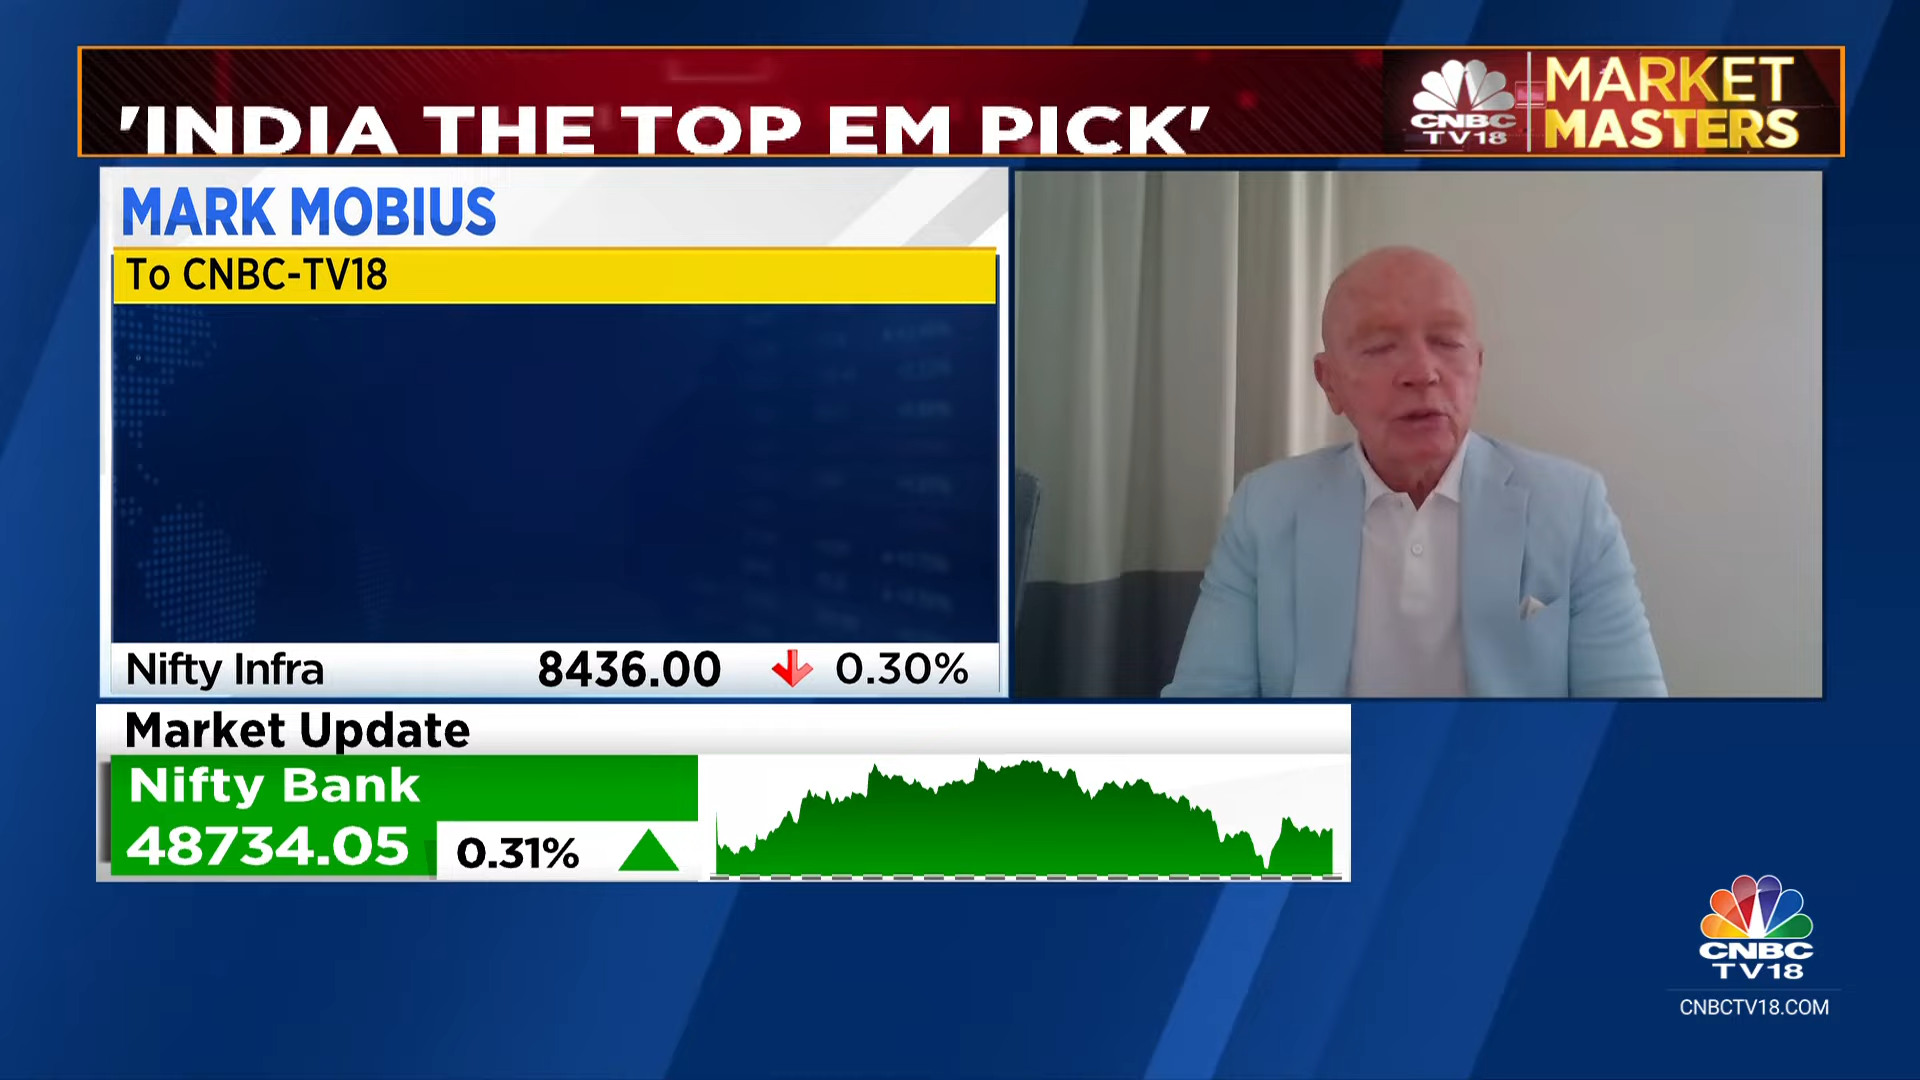 'INDIA THE TOP EM PICK'
CNBC
TV18
MARKET
MASTERS
MARK MOBIUS
To CNBC-TV18
Nifty Infra 8436.00 0.30%
Market Update
Nifty Bank
48734.05 0.31%
CNBC
TV18
CNBCTV18.COM